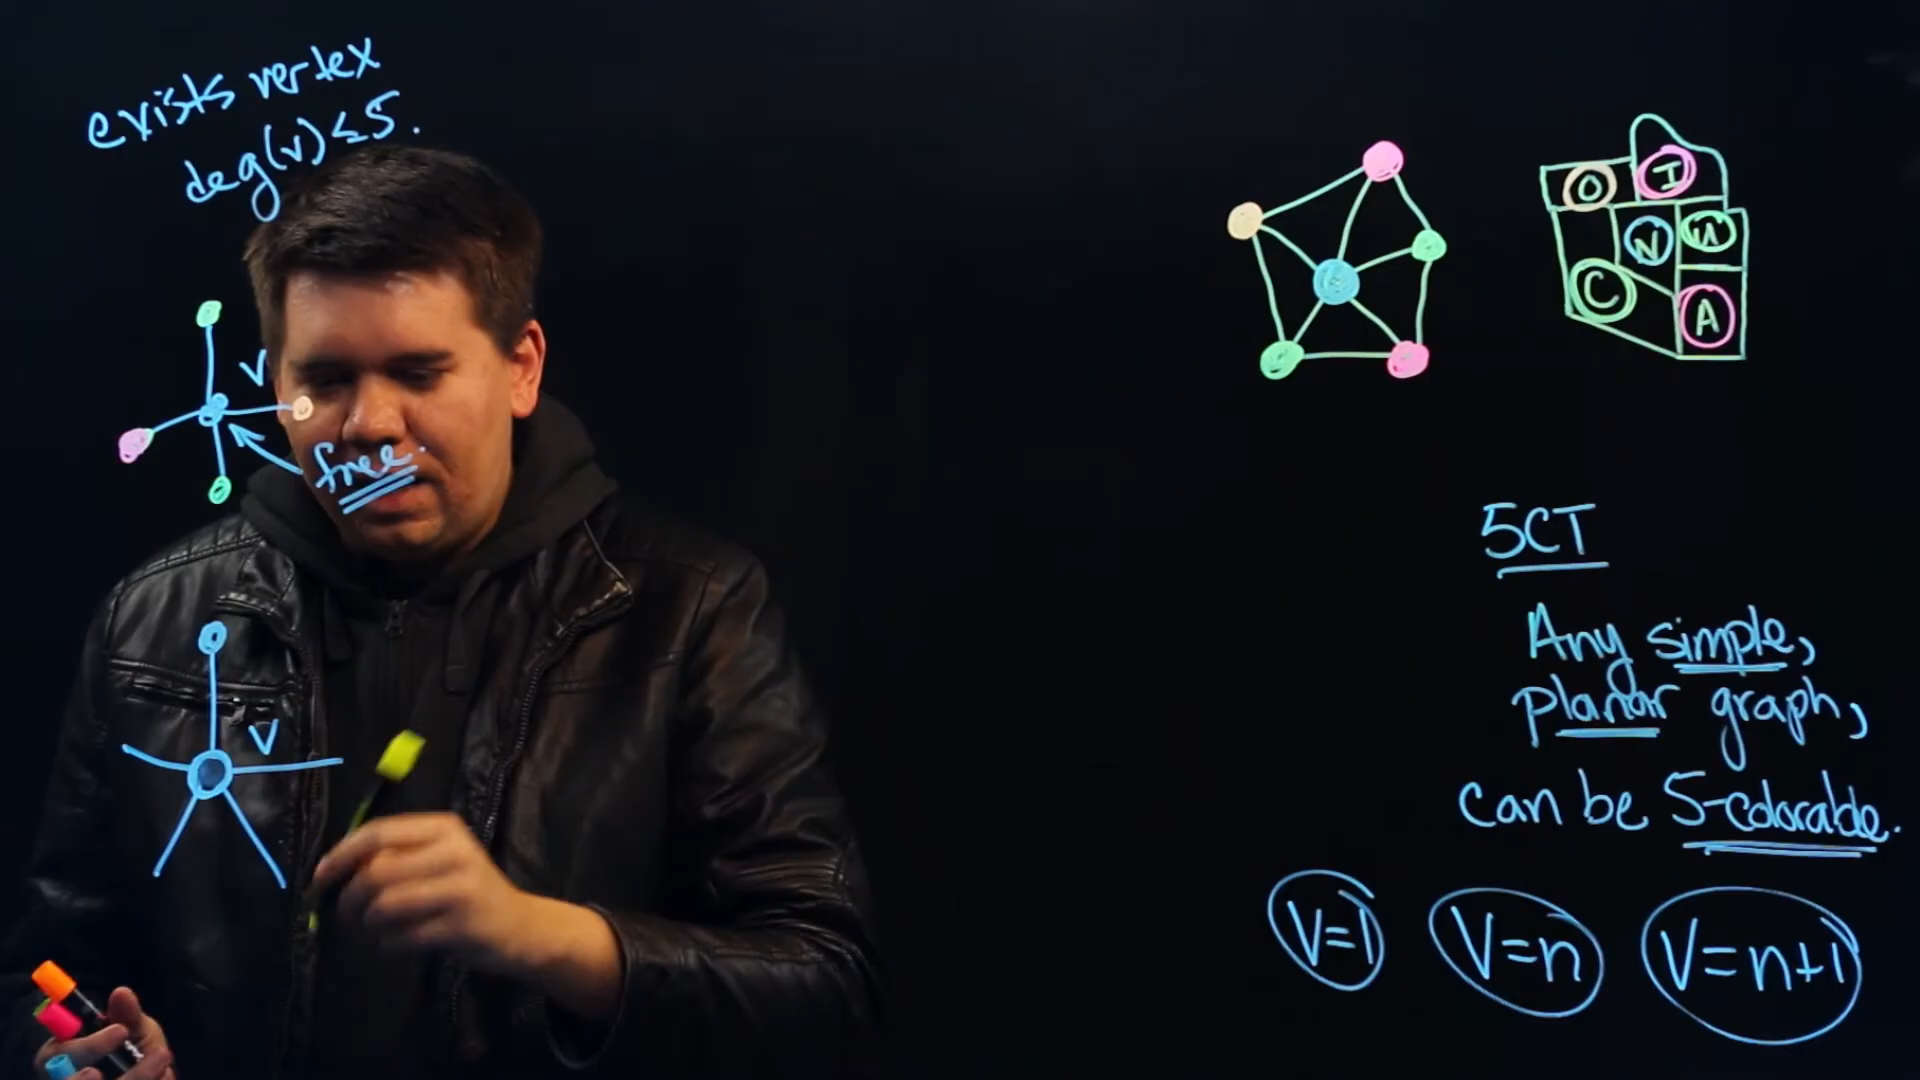 exists vertex
deg(v) ≤ 5.
V
free.
V
O
I
N
U
C
A
5CT
Any simple,
planar graph,
can be 5-colorable.
V=1
V=n
V=n+1